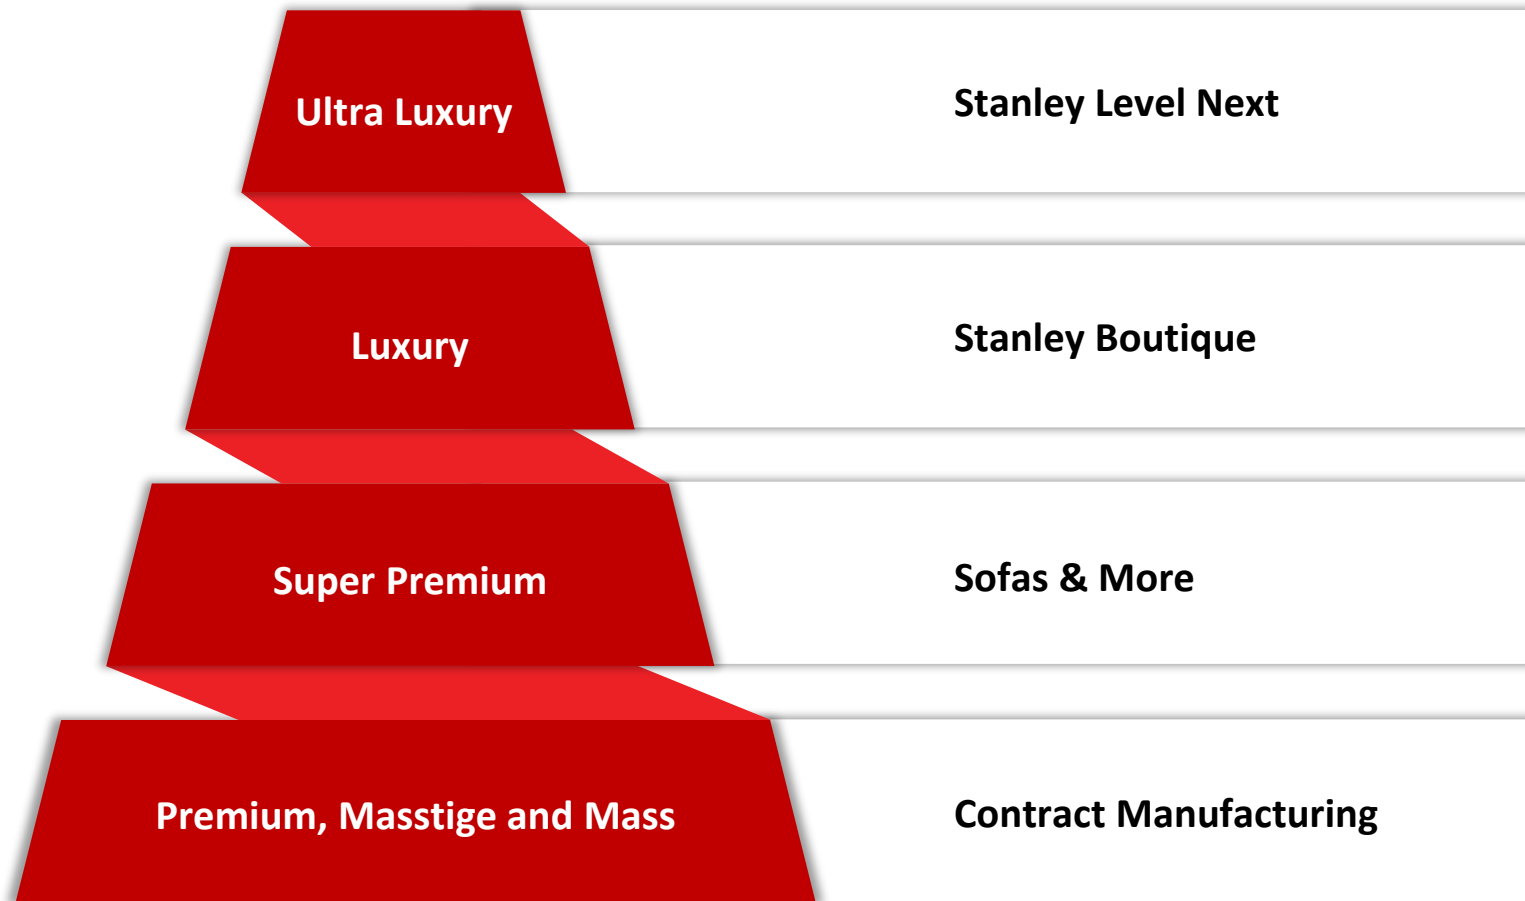 Ultra Luxury
Stanley Level Next
Luxury
Stanley Boutique
Super Premium
Sofas & More
Premium, Masstige and Mass
Contract Manufacturing